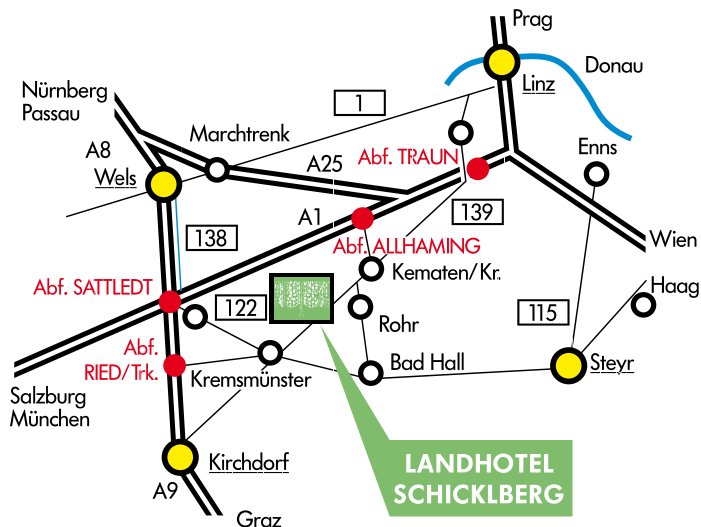 Prag
Donau
Linz
Nürnberg
Passau
1
Marchtrenk
A8
A25
Abf. TRAUN
Enns
Wels
A1
139
138
Abf. ALLHAMING
Wien
Kematen/Kr.
Abf. SATTLEDT
Haag
122
115
Rohr
Abf.
RIED/Trk.
Kremsmünster
Bad Hall
Steyr
Salzburg
München
Kirchdorf
LANDHOTEL
SCHICKLBERG
A9
Graz